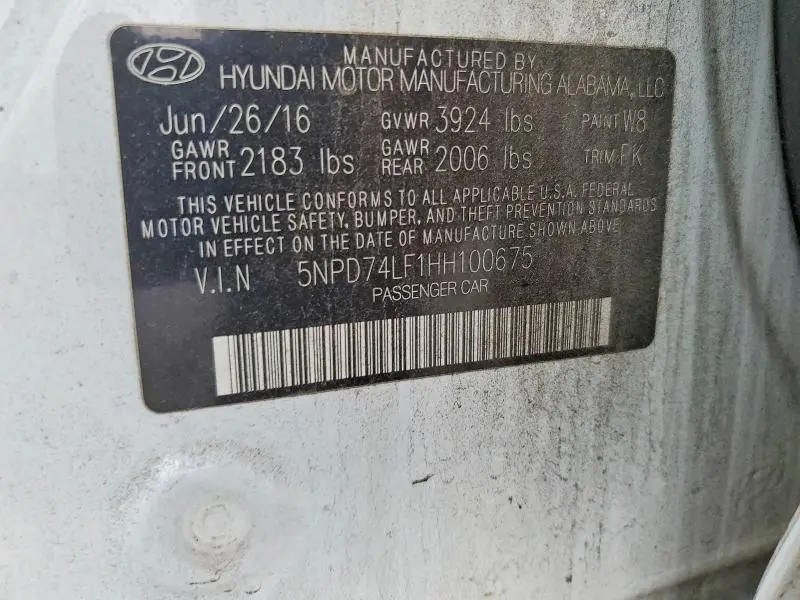 MANUFACTURED BY
HYUNDAI MOTOR MANUFACTURING ALABAMA, LLC
Jun/26/16 GVWR 3924 lbs PAINT W8
GAWR FRONT 2183 lbs GAWR REAR 2006 lbs TRIM FK
THIS VEHICLE CONFORMS TO ALL APPLICABLE U.S.A. FEDERAL
MOTOR VEHICLE SAFETY, BUMPER, AND THEFT PREVENTION STANDARDS
IN EFFECT ON THE DATE OF MANUFACTURE SHOWN ABOVE
V.I.N 5NPD74LF1HH100675
PASSENGER CAR